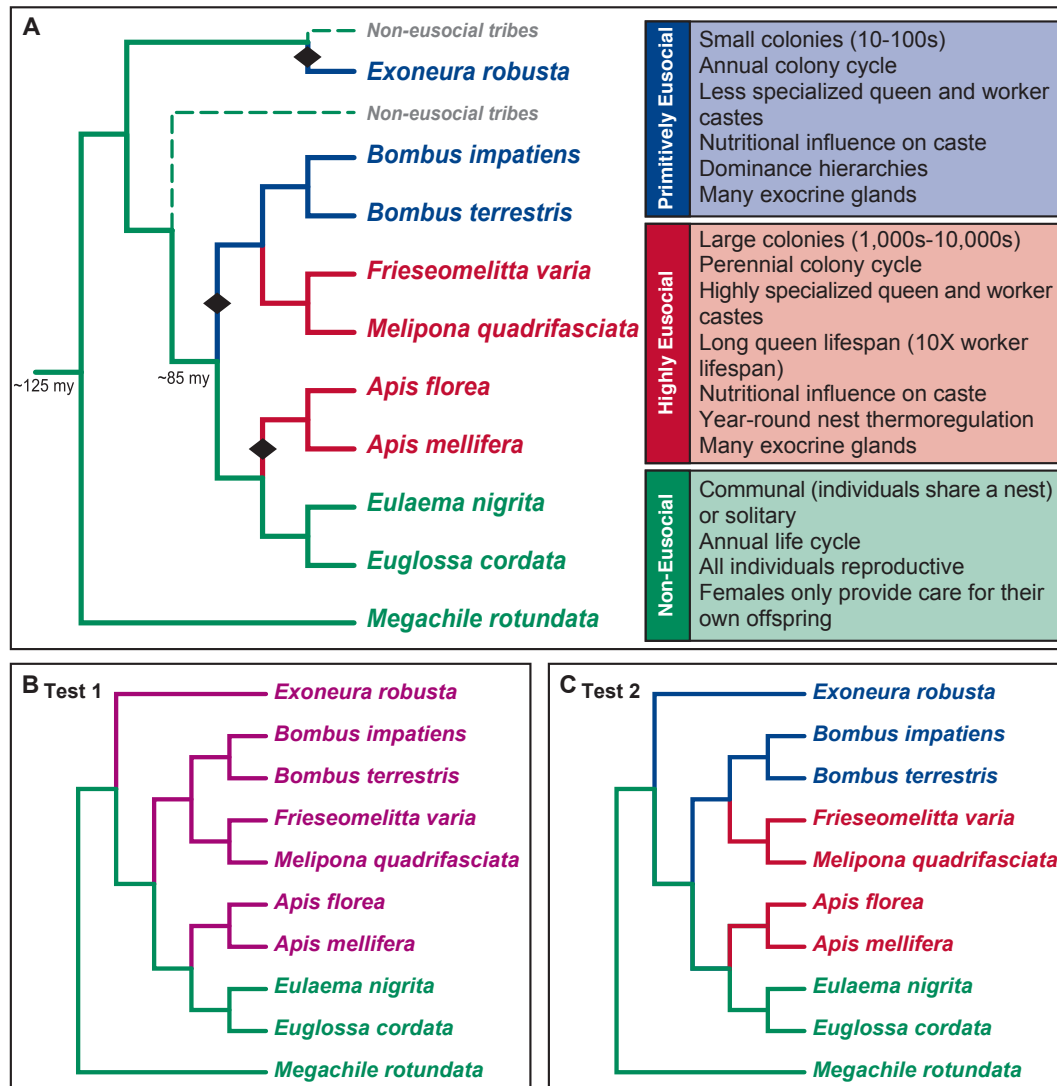 A
Non-eusocial tribes
Exoneura robusta
Non-eusocial tribes
Bombus impatiens
Bombus terrestris
Frieseomelitta varia
Melipona quadrifasciata
Apis florea
Apis mellifera
Eulaema nigrita
Euglossa cordata
Megachile rotundata
~125 my
~85 my
Primitively Eusocial
Small colonies (10-100s)
Annual colony cycle
Less specialized queen and worker
castes
Nutritional influence on caste
Dominance hierarchies
Many exocrine glands
Highly Eusocial
Large colonies (1,000s-10,000s)
Perennial colony cycle
Highly specialized queen and worker
castes
Long queen lifespan (10X worker
lifespan)
Nutritional influence on caste
Year-round nest thermoregulation
Many exocrine glands
Non-Eusocial
Communal (individuals share a nest)
or solitary
Annual life cycle
All individuals reproductive
Females only provide care for their
own offspring
B Test 1
Exoneura robusta
Bombus impatiens
Bombus terrestris
Frieseomelitta varia
Melipona quadrifasciata
Apis florea
Apis mellifera
Eulaema nigrita
Euglossa cordata
Megachile rotundata
C Test 2
Exoneura robusta
Bombus impatiens
Bombus terrestris
Frieseomelitta varia
Melipona quadrifasciata
Apis florea
Apis mellifera
Eulaema nigrita
Euglossa cordata
Megachile rotundata